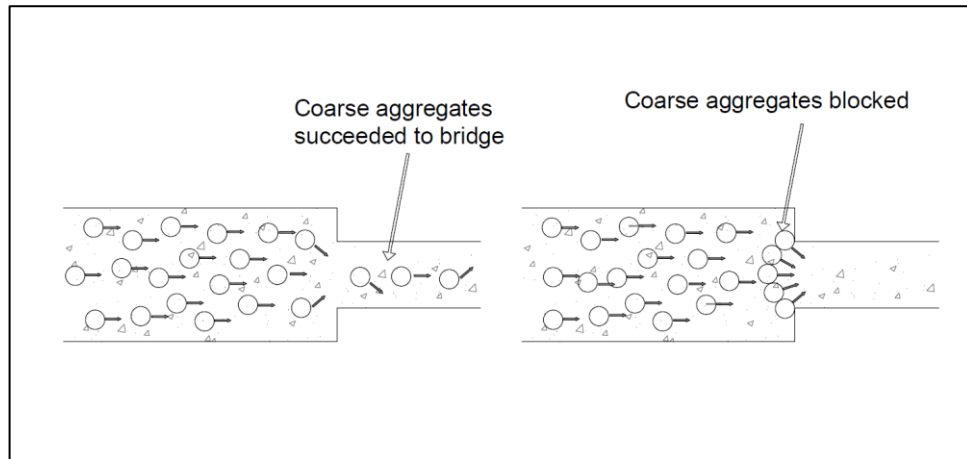 Coarse aggregates
succeeded to bridge
Coarse aggregates blocked